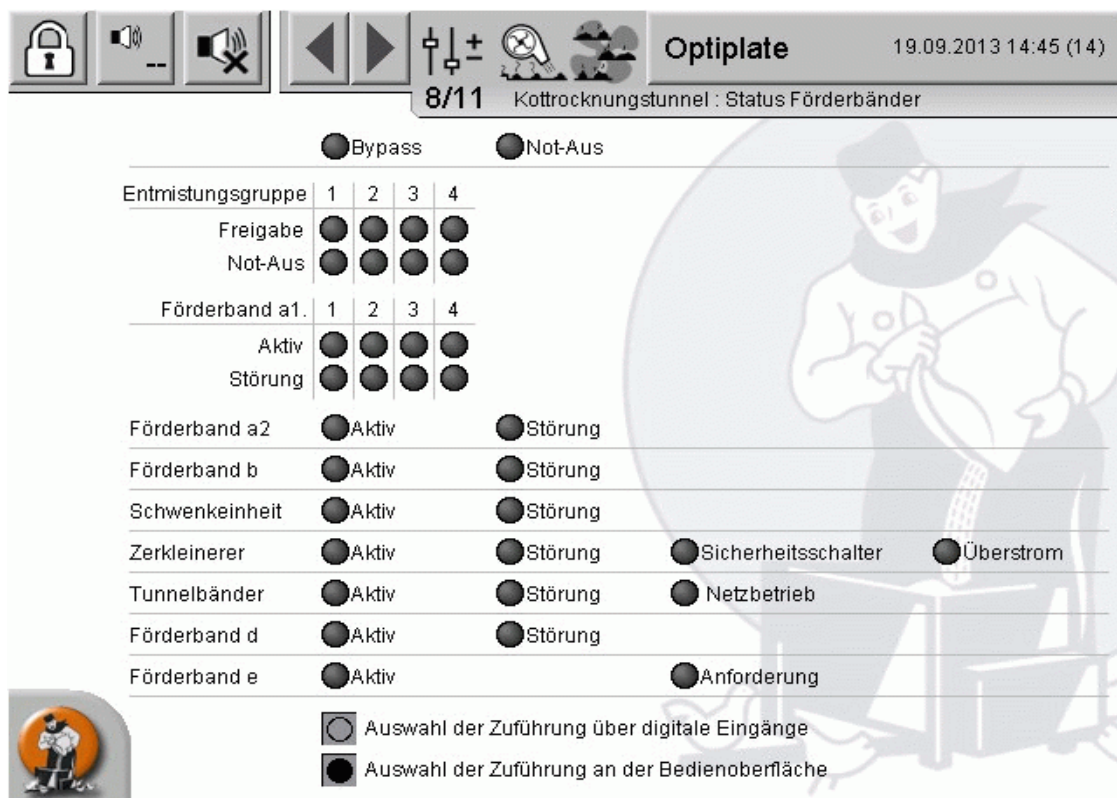 -- Optiplate 19.09.2013 14:45 (14)
8/11 Kottrocknungstunnel : Status Förderbänder
Bypass Not-Aus
Entmistungsgruppe 1 2 3 4
Freigabe
Not-Aus
Förderband a1. 1 2 3 4
Aktiv
Störung
Förderband a2 Aktiv Störung
Förderband b Aktiv Störung
Schwenkeinheit Aktiv Störung
Zerkleinerer Aktiv Störung Sicherheitsschalter Überstrom
Tunnelbänder Aktiv Störung Netzbetrieb
Förderband d Aktiv Störung
Förderband e Aktiv Anforderung
Auswahl der Zuführung über digitale Eingänge
Auswahl der Zuführung an der Bedienoberfläche